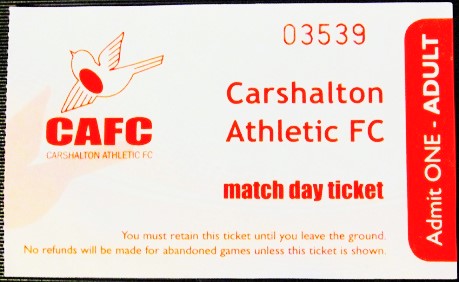 03539
CAFC
CARSHALTON ATHLETIC FC
Carshalton
Athletic FC
match day ticket
You must retain this ticket until you leave the ground.
No refunds will be made for abandoned games unless this ticket is shown.
Admit ONE - ADULT